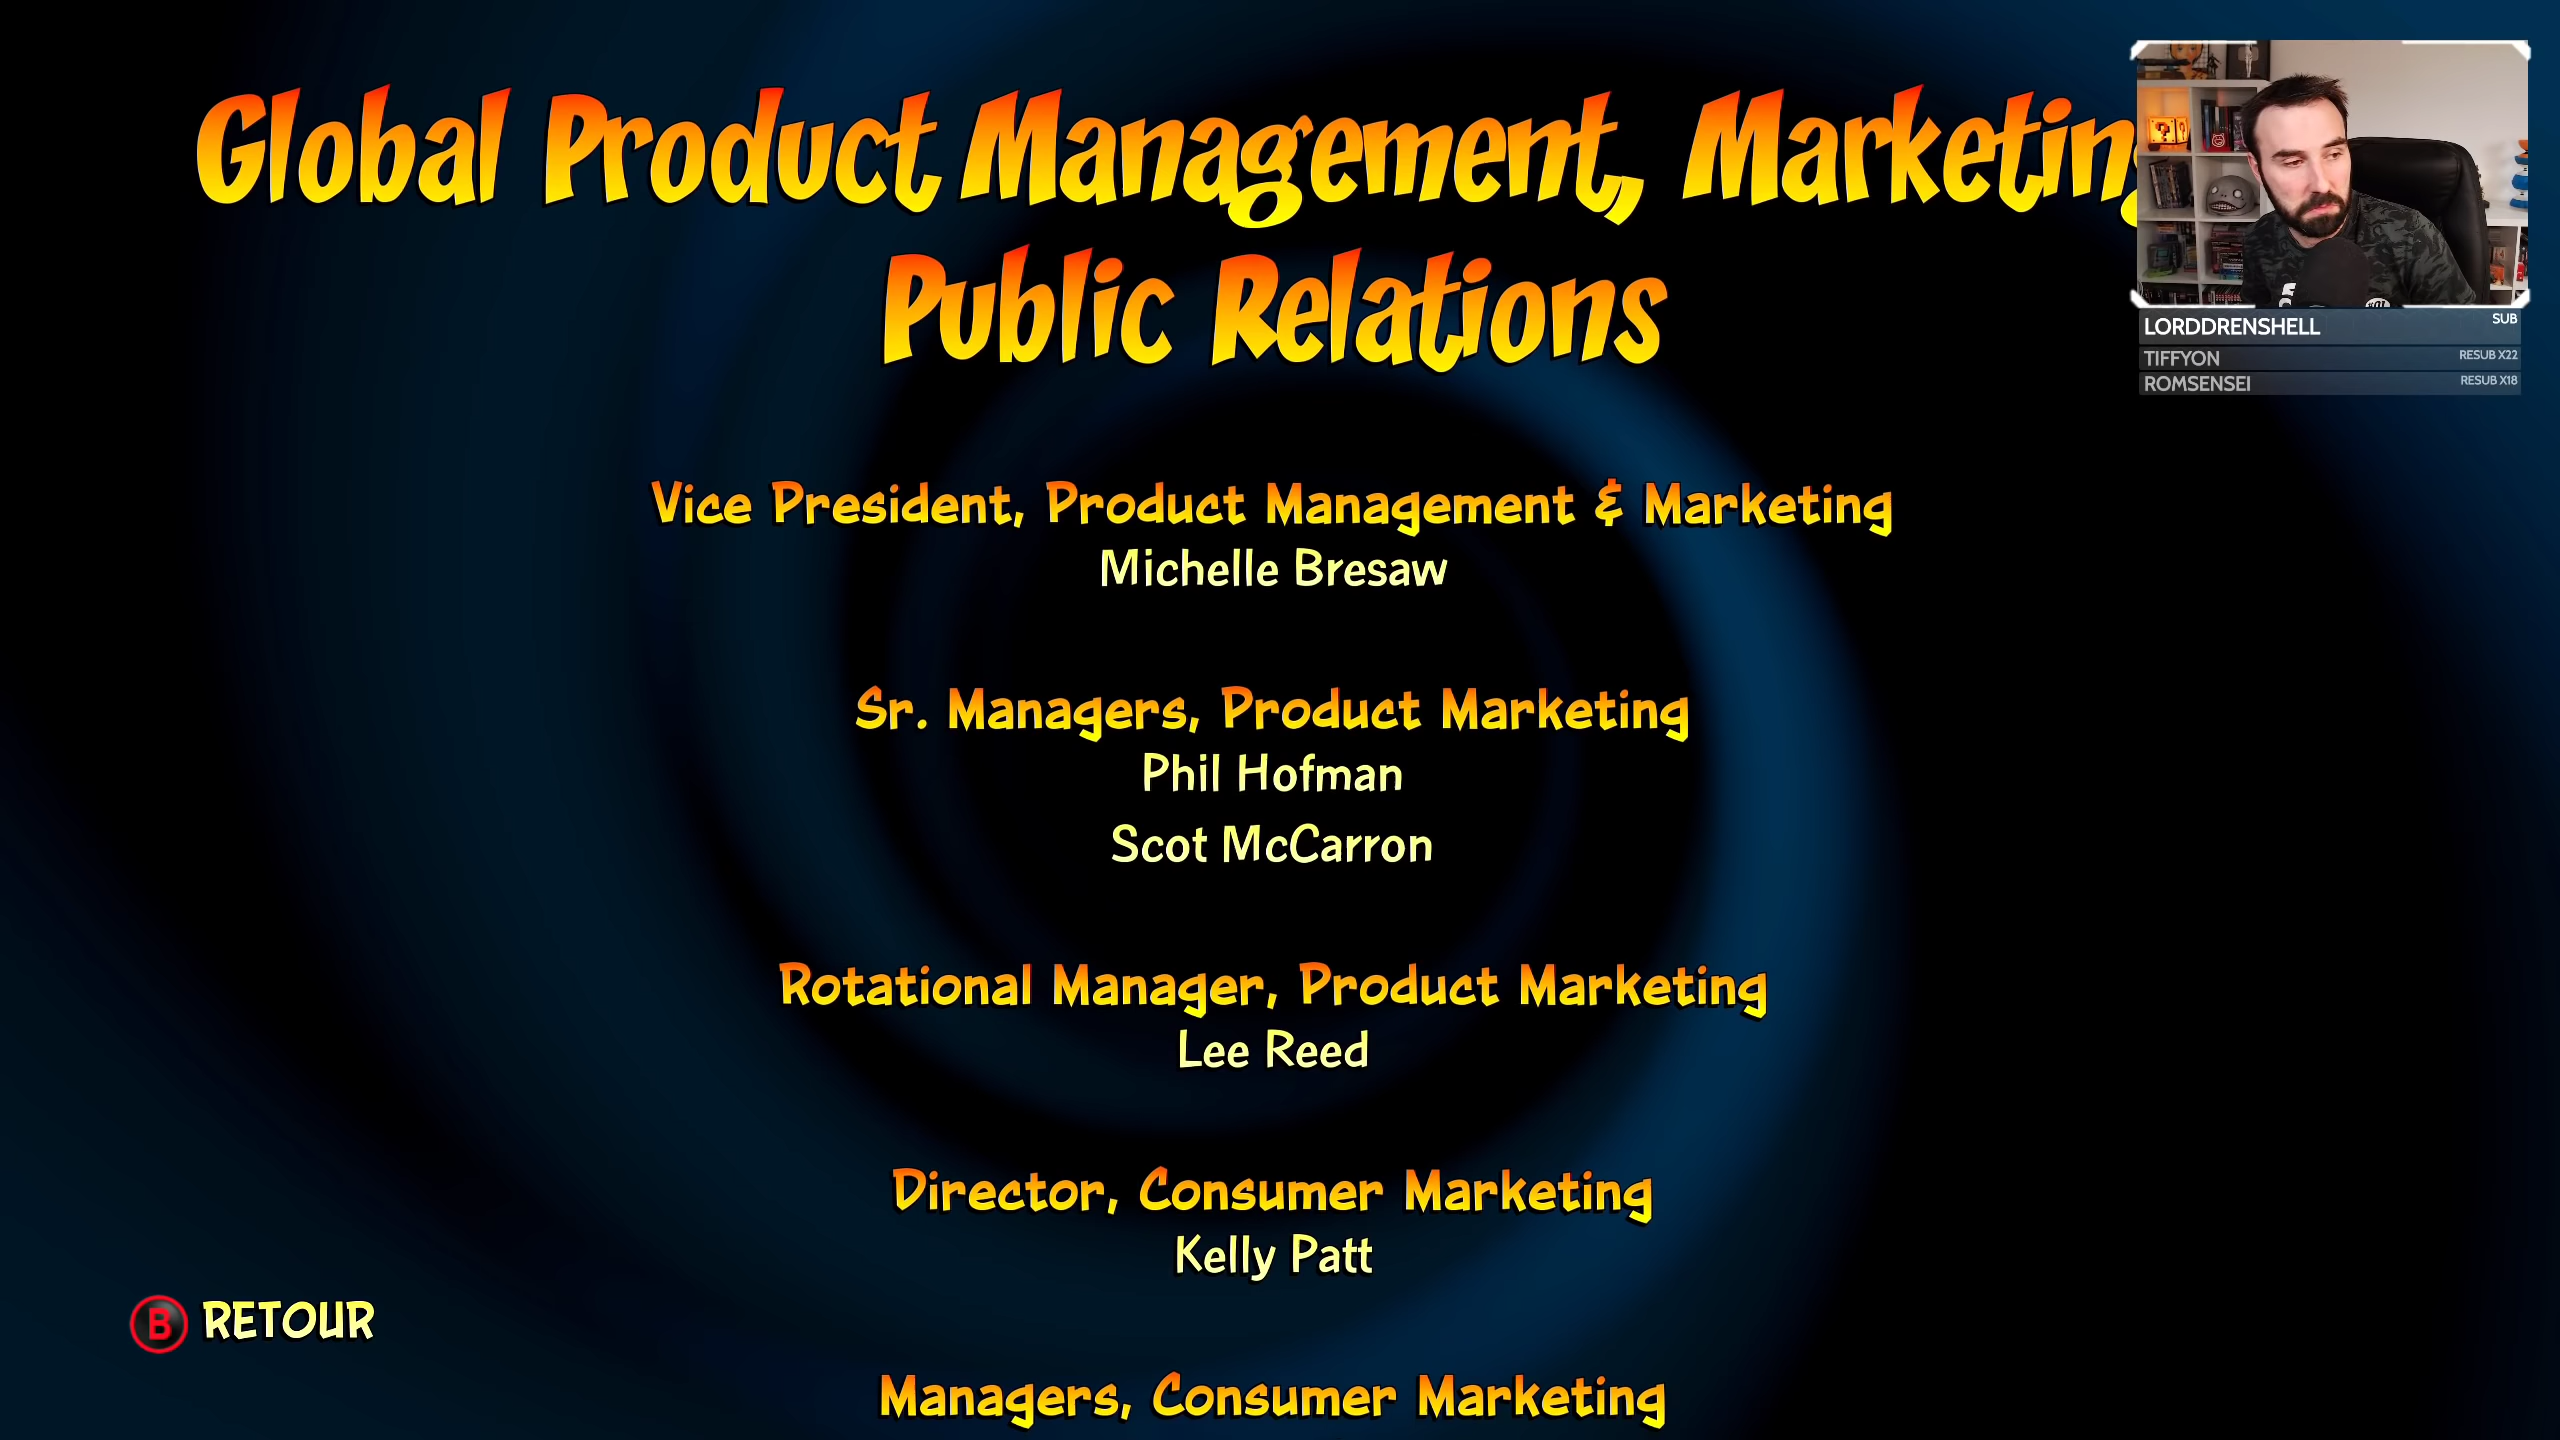 Global Product Management, Marketing
Public Relations
LORDDRENSHELL SUB
TIFFYON RESUB X22
ROMSENSEI RESUB X18
Vice President, Product Management & Marketing
Michelle Bresaw
Sr. Managers, Product Marketing
Phil Hofman
Scot McCarron
Rotational Manager, Product Marketing
Lee Reed
Director, Consumer Marketing
Kelly Patt
B RETOUR
Managers, Consumer Marketing